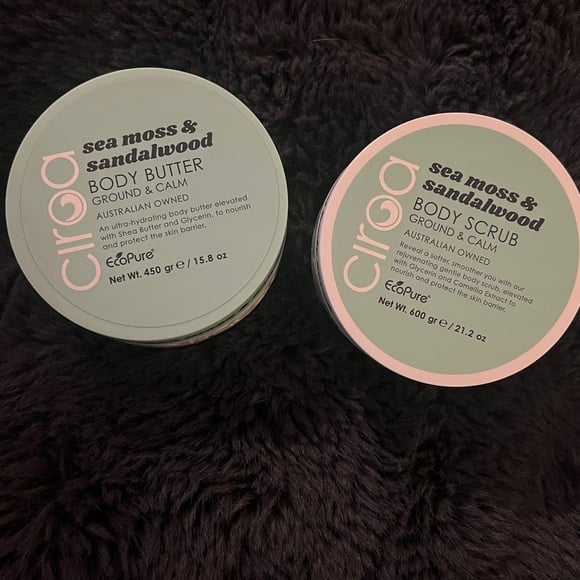 ciroa
sea moss &
sandalwood
BODY BUTTER
GROUND & CALM
AUSTRALIAN OWNED
An ultra-hydrating body butter elevated
with Shea Butter and Glycerin, to nourish
and protect the skin barrier.
EcoPure®
Net Wt. 450 gr ℮ / 15.8 oz
ciroa
sea moss &
sandalwood
BODY SCRUB
GROUND & CALM
AUSTRALIAN OWNED
Reveal a softer, smoother you with our
rejuvenating gentle body scrub, elevated
with Glycerin and Camellia Extract to
nourish and protect the skin barrier.
EcoPure®
Net Wt. 600 gr ℮ / 21.2 oz